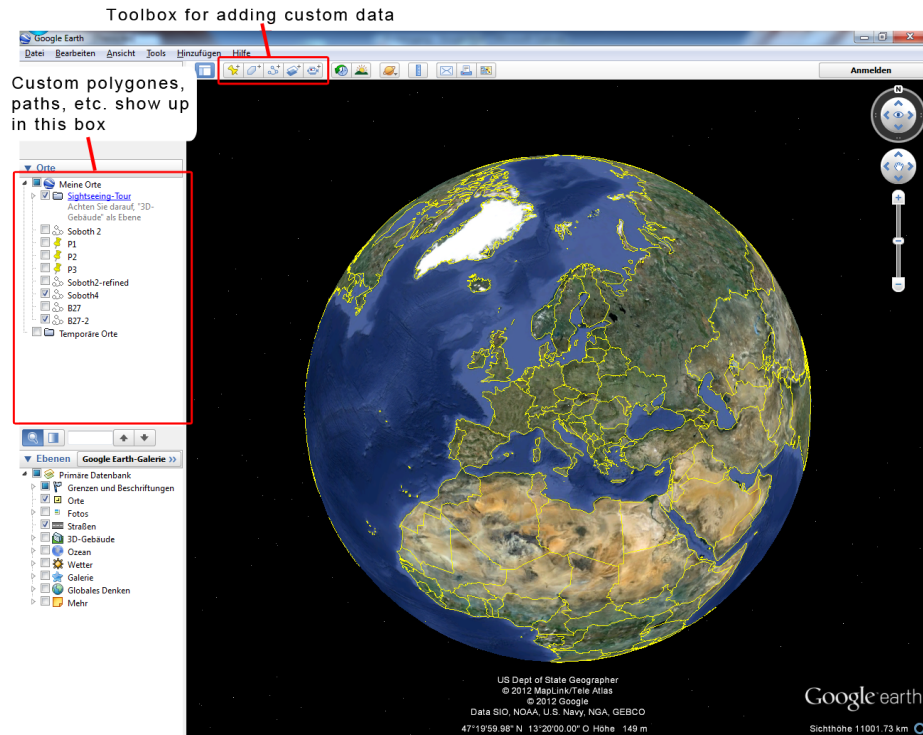 Toolbox for adding custom data
Google Earth
Datei Bearbeiten Ansicht Tools Hinzufügen Hilfe
Anmelden
Custom polygones,
paths, etc. show up
in this box
N
▼ Orte
Meine Orte
Sightseeing-Tour
Achten Sie darauf, "3D-
Gebäude" als Ebene
Soboth 2
P1
P2
P3
Soboth2-refined
Soboth4
B27
B27-2
Temporäre Orte
▼ Ebenen Google Earth-Galerie >>
Primäre Datenbank
Grenzen und Beschriftungen
Orte
Fotos
Straßen
3D-Gebäude
Ozean
Wetter
Galerie
Globales Denken
Mehr
US Dept of State Geographer
© 2012 MapLink/Tele Atlas
© 2012 Google
Data SIO, NOAA, U.S. Navy, NGA, GEBCO
Google earth
47°19'59.98" N 13°20'00.00" O Höhe 149 m
Sichthöhe 11001.73 km